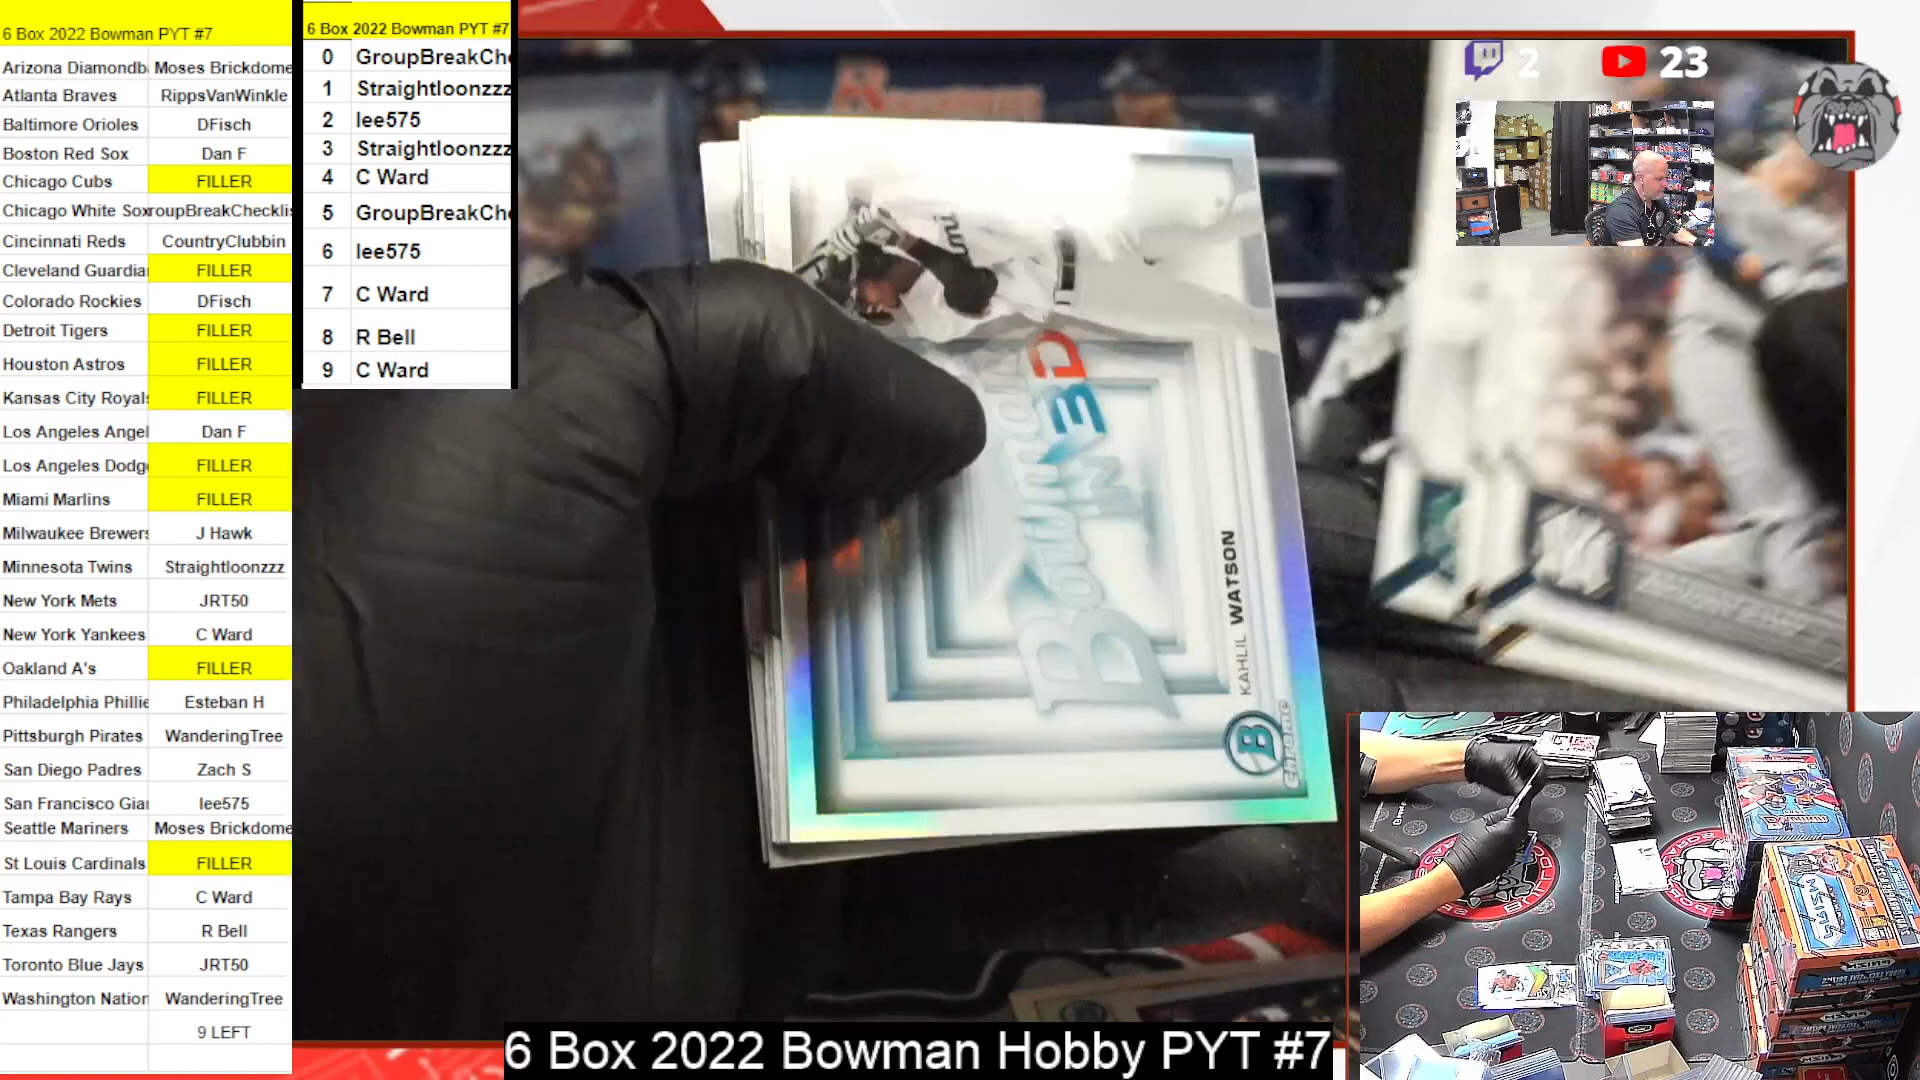 6 Box 2022 Bowman PYT #7
Arizona Diamondb Moses Brickdome
Atlanta Braves RippsVanWinkle
Baltimore Orioles DFisch
Boston Red Sox Dan F
Chicago Cubs FILLER
Chicago White Sox roupBreakChecklis
Cincinnati Reds CountryClubbin
Cleveland Guardia FILLER
Colorado Rockies DFisch
Detroit Tigers FILLER
Houston Astros FILLER
Kansas City Royals FILLER
Los Angeles Angel Dan F
Los Angeles Dodg FILLER
Miami Marlins FILLER
Milwaukee Brewers J Hawk
Minnesota Twins Straightloonzzz
New York Mets JRT50
New York Yankees C Ward
Oakland A's FILLER
Philadelphia Phillie Esteban H
Pittsburgh Pirates WanderingTree
San Diego Padres Zach S
San Francisco Gia lee575
Seattle Mariners Moses Brickdome
St Louis Cardinals FILLER
Tampa Bay Rays C Ward
Texas Rangers R Bell
Toronto Blue Jays JRT50
Washington Nation WanderingTree
9 LEFT
6 Box 2022 Bowman PYT #7
0 GroupBreakChe
1 Straightloonzzz
2 lee575
3 Straightloonzzz
4 C Ward
5 GroupBreakChe
6 lee575
7 C Ward
8 R Bell
9 C Ward
2
23
Bowman
IN 3D
KAHLIL WATSON
B
chrome
6 Box 2022 Bowman Hobby PYT #7